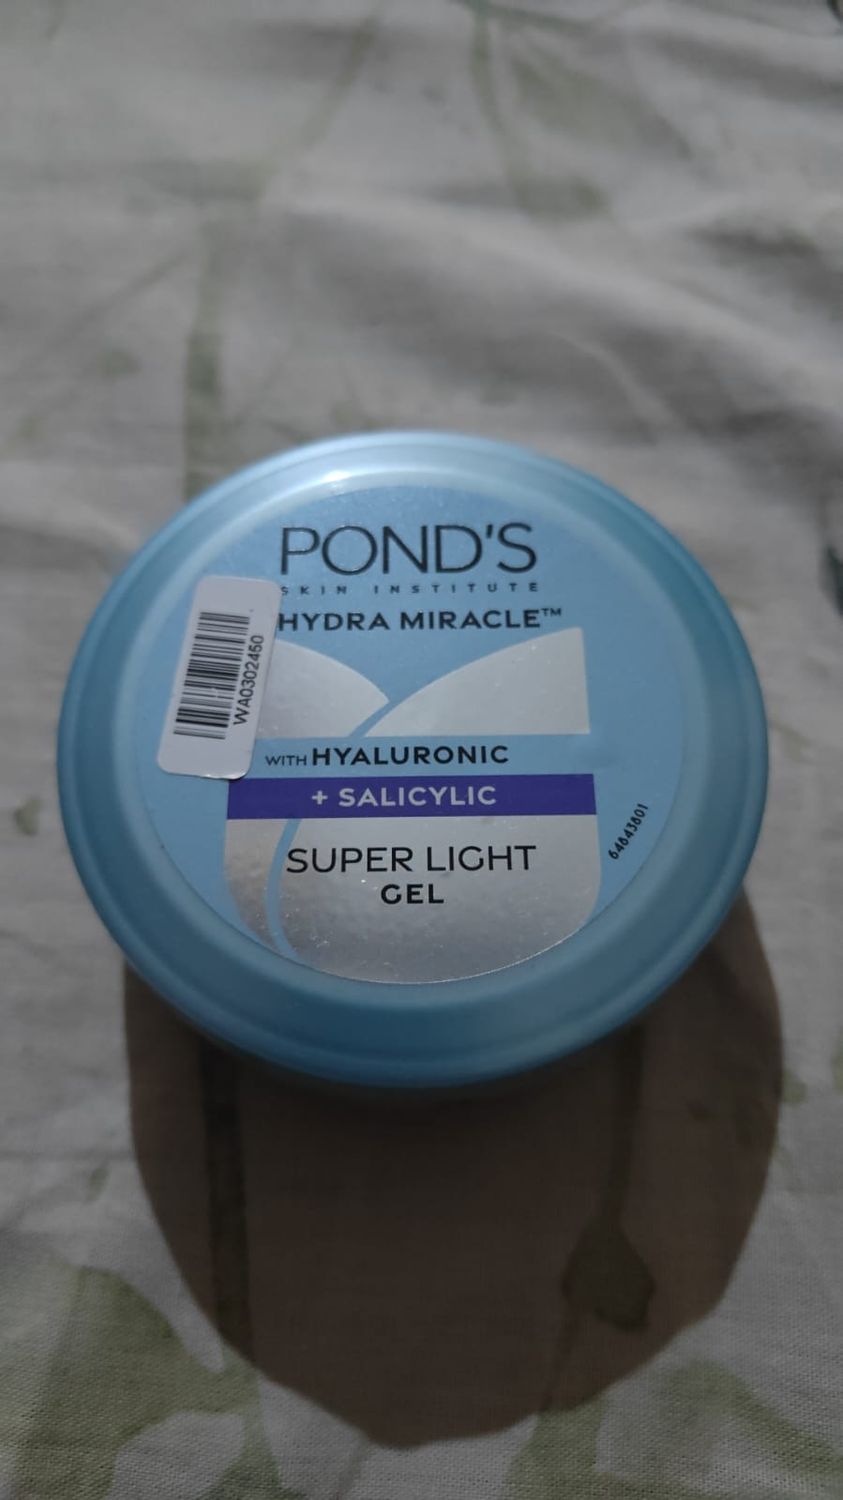 POND'S
SKIN INSTITUTE
HYDRA MIRACLE™
WA0302450
WITH HYALURONIC
+ SALICYLIC
SUPER LIGHT
GEL
64643801